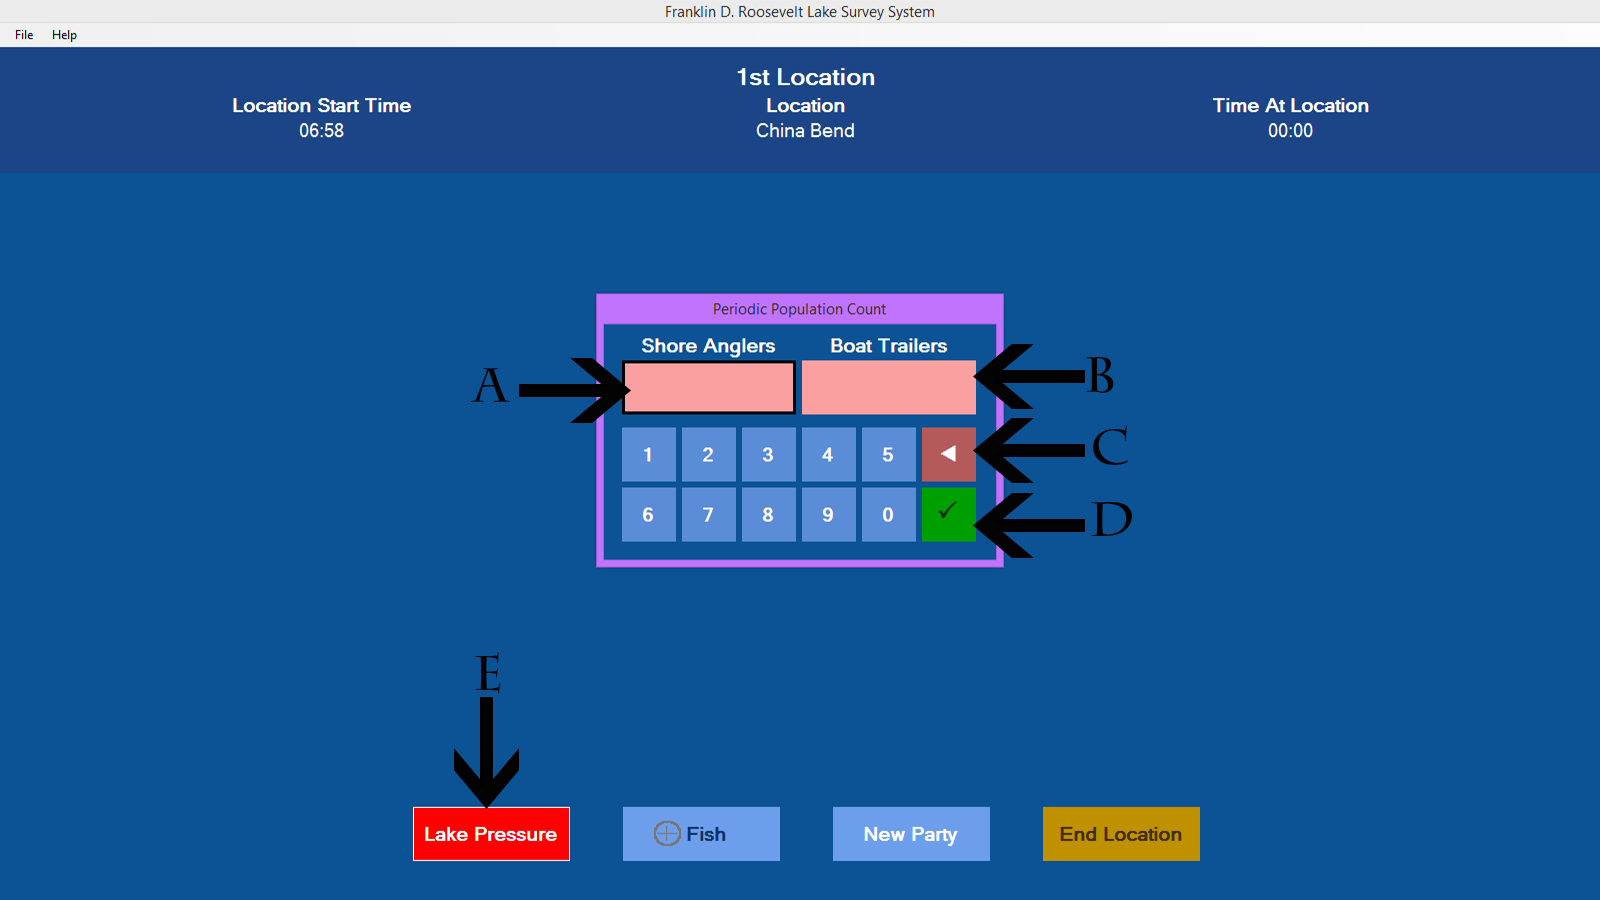 Franklin D. Roosevelt Lake Survey System
File Help
1st Location
Location Start Time Location Time At Location
06:58 China Bend 00:00
Periodic Population Count
Shore Anglers Boat Trailers
A B
1 2 3 4 5 C
6 7 8 9 0 D
E
Lake Pressure Fish New Party End Location